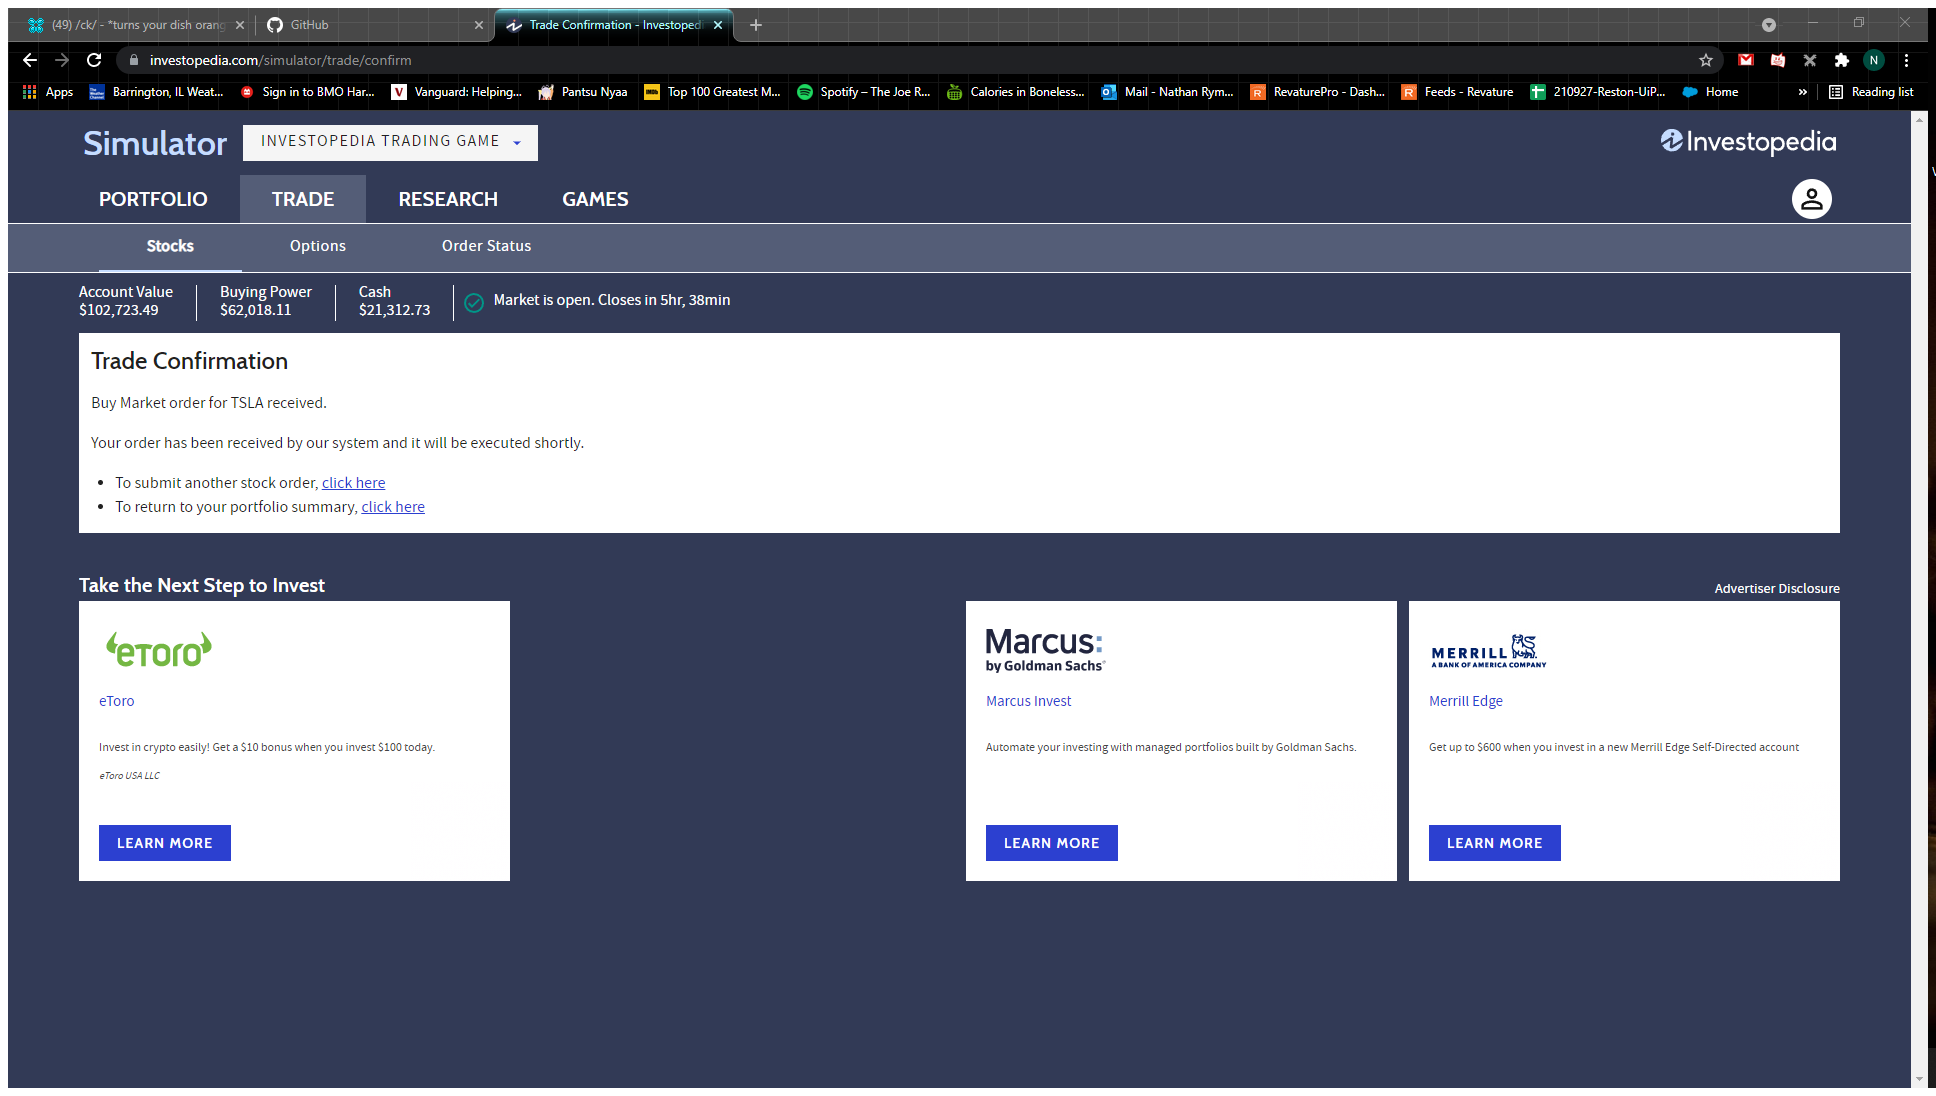 (49) /ck/ - *turns your dish orang
GitHub
Trade Confirmation - Investoped
investopedia.com/simulator/trade/confirm
N
Apps
Barrington, IL Weat...
Sign in to BMO Har...
Vanguard: Helping...
Pantsu Nyaa
Top 100 Greatest M...
Spotify – The Joe R...
Calories in Boneless...
Mail - Nathan Rym...
RevaturePro - Dash...
Feeds - Revature
210927-Reston-UiP...
Home
»
Reading list
Simulator
INVESTOPEDIA TRADING GAME
Investopedia
PORTFOLIO
TRADE
RESEARCH
GAMES
Stocks
Options
Order Status
Account Value
$102,723.49
Buying Power
$62,018.11
Cash
$21,312.73
Market is open. Closes in 5hr, 38min
Trade Confirmation
Buy Market order for TSLA received.
Your order has been received by our system and it will be executed shortly.
• To submit another stock order, click here
• To return to your portfolio summary, click here
Take the Next Step to Invest
Advertiser Disclosure
eToro
eToro
Invest in crypto easily! Get a $10 bonus when you invest $100 today.
eToro USA LLC
LEARN MORE
Marcus:
by Goldman Sachs®
Marcus Invest
Automate your investing with managed portfolios built by Goldman Sachs.
LEARN MORE
MERRILL
A BANK OF AMERICA COMPANY
Merrill Edge
Get up to $600 when you invest in a new Merrill Edge Self-Directed account
LEARN MORE